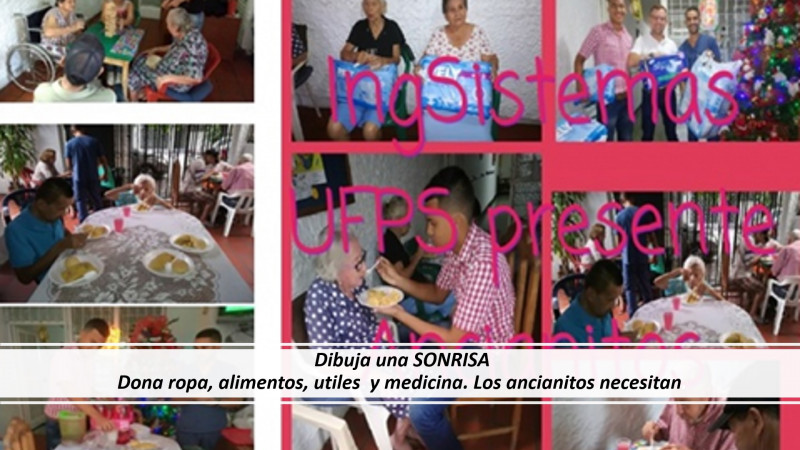 IngSistemas
UFPS presente
Ancianitos
Dibuja una SONRISA
Dona ropa, alimentos, utiles y medicina. Los ancianitos necesitan